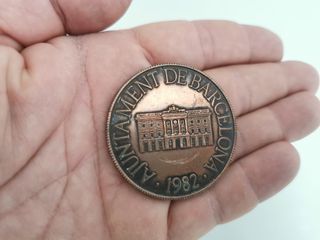 AJUNTAMENT DE BARCELONA
· 1982 ·